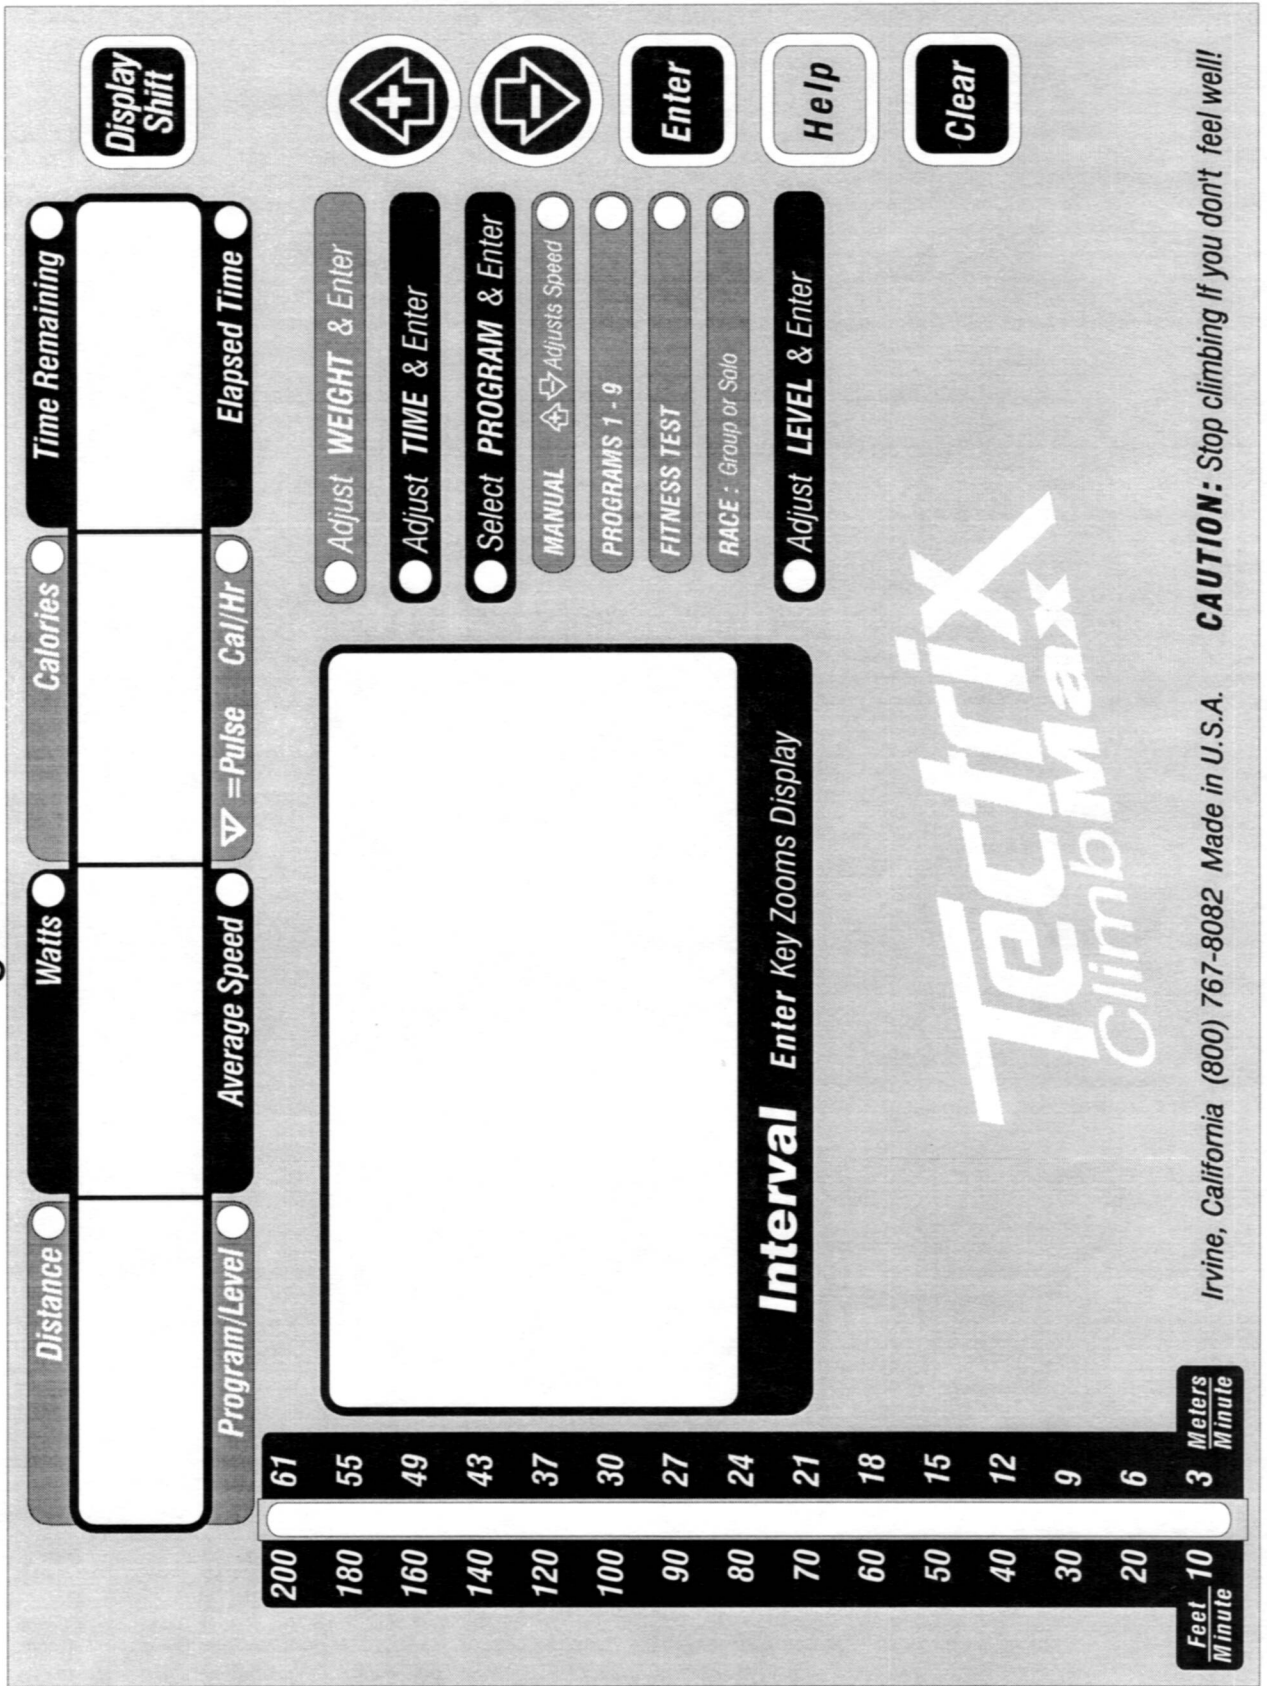 Distance
Watts
Calories
Time Remaining
Display
Shift
Program/Level
Average Speed
=Pulse Cal/Hr
Elapsed Time
200 61
180 55
160 49
140 43
120 37
100 30
90 27
80 24
70 21
60 18
50 15
40 12
30 9
20 6
10 3
Feet
Minute
Meters
Minute
Interval Enter Key Zooms Display
Adjust WEIGHT & Enter
Adjust TIME & Enter
Select PROGRAM & Enter
MANUAL +- Adjusts Speed
PROGRAMS 1 - 9
FITNESS TEST
RACE : Group or Solo
Adjust LEVEL & Enter
+
-
Enter
Help
Clear
Tectrix
ClimbMax
Irvine, California (800) 767-8082 Made in U.S.A. CAUTION: Stop climbing If you don't feel well!